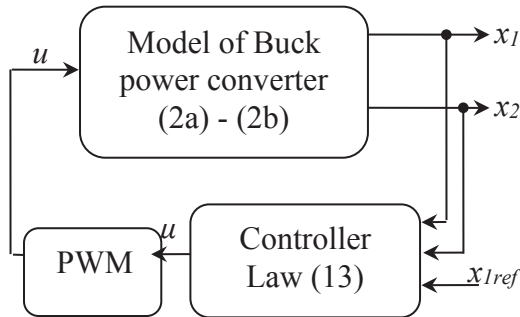 Model of Buck
power converter
(2a) - (2b)
u
x1
x2
PWM
u
Controller
Law (13)
x1ref